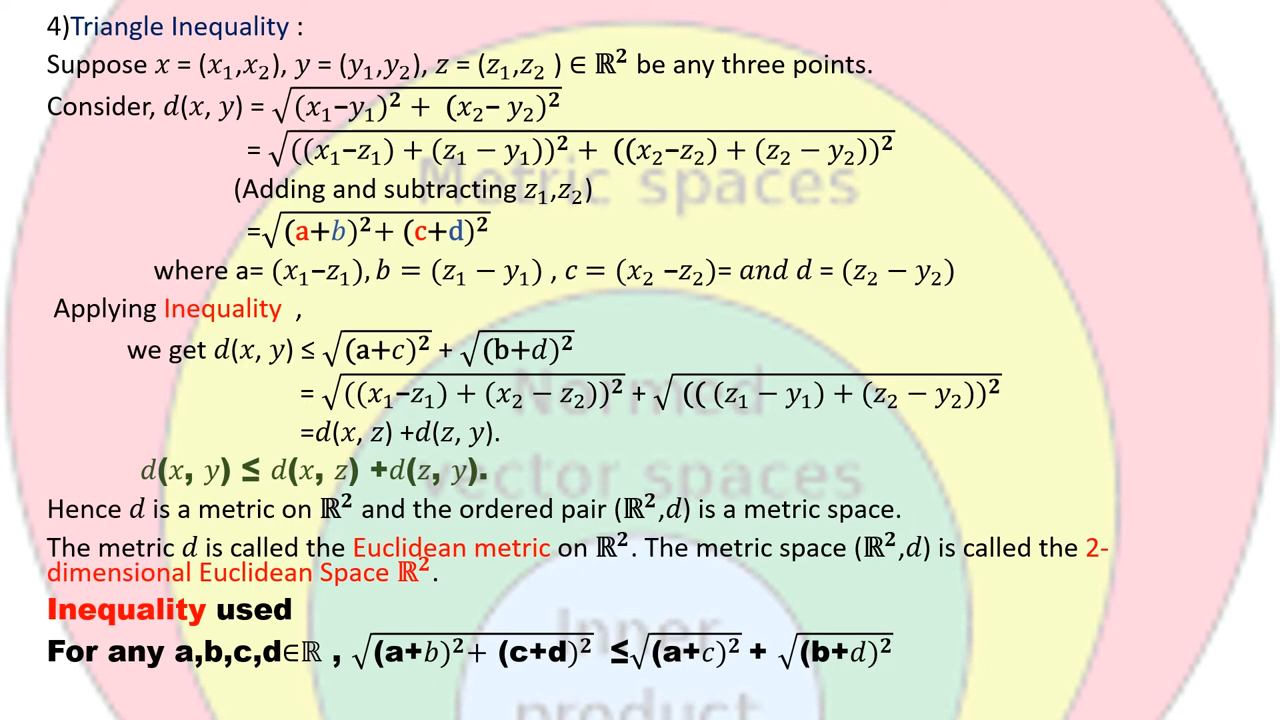 4)Triangle Inequality :
Suppose x = (x₁,x₂), y = (y₁,y₂), z = (z₁,z₂ ) ∈ ℝ² be any three points.
Consider, d(x, y) = √((x₁−y₁)² + (x₂− y₂)²)
= √(((x₁−z₁) + (z₁ − y₁))² + ((x₂−z₂) + (z₂ − y₂))²)
(Adding and subtracting z₁,z₂)
=√((a+b)²+ (c+d)²)
where a= (x₁−z₁), b = (z₁ − y₁) , c = (x₂ −z₂)= and d = (z₂ − y₂)
Applying Inequality ,
we get d(x, y) ≤ √(a+c)² + √(b+d)²
= √((x₁−z₁) + (x₂ − z₂))² + √(( (z₁ − y₁) + (z₂ − y₂))²
=d(x, z) +d(z, y).
d(x, y) ≤ d(x, z) +d(z, y).
Hence d is a metric on ℝ² and the ordered pair (ℝ²,d) is a metric space.
The metric d is called the Euclidean metric on ℝ². The metric space (ℝ²,d) is called the 2-
dimensional Euclidean Space ℝ².
Inequality used
For any a,b,c,d∈ℝ , √((a+b)²+ (c+d)²) ≤√(a+c)² + √(b+d)²
Metric spaces
Normed
vector spaces
Inner
product